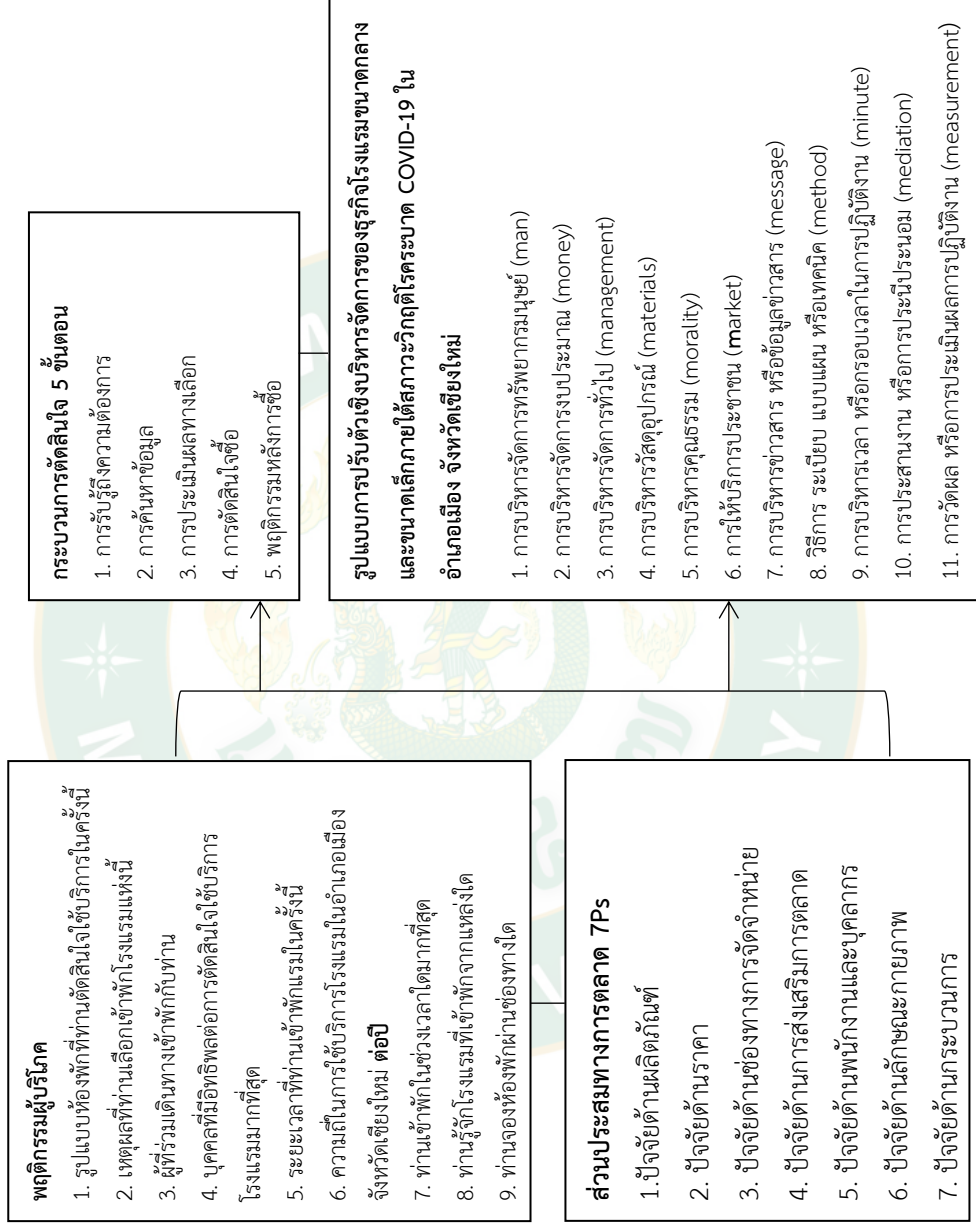 พฤติกรรมผู้บริโภค
1. รูปแบบห้องพักที่ท่านตัดสินใจใช้บริการในครั้งนี้
2. เหตุผลที่ท่านเลือกเข้าพักโรงแรมแห่งนี้
3. ผู้ที่ร่วมเดินทางเข้าพักกับท่าน
4. บุคคลที่มีอิทธิพลต่อการตัดสินใจใช้บริการ
โรงแรมมากที่สุด
5. ระยะเวลาที่ท่านเข้าพักแรมในครั้งนี้
6. ความถี่ในการใช้บริการโรงแรมในอำเภอเมือง
จังหวัดเชียงใหม่ ต่อปี
7. ท่านเข้าพักในช่วงเวลาใดมากที่สุด
8. ท่านรู้จักโรงแรมที่เข้าพักจากแหล่งใด
9. ท่านจองห้องพักผ่านช่องทางใด
ส่วนประสมทางการตลาด 7Ps
1.ปัจจัยด้านผลิตภัณฑ์
2. ปัจจัยด้านราคา
3. ปัจจัยด้านช่องทางการจัดจำหน่าย
4. ปัจจัยด้านการส่งเสริมการตลาด
5. ปัจจัยด้านพนักงานและบุคลากร
6. ปัจจัยด้านลักษณะกายภาพ
7. ปัจจัยด้านกระบวนการ
กระบวนการตัดสินใจ 5 ขั้นตอน
1. การรับรู้ถึงความต้องการ
2. การค้นหาข้อมูล
3. การประเมินผลทางเลือก
4. การตัดสินใจซื้อ
5. พฤติกรรมหลังการซื้อ
รูปแบบการปรับตัวเชิงบริหารจัดการของธุรกิจโรงแรมขนาดกลาง
และขนาดเล็กภายใต้สภาวะวิกฤติโรคระบาด COVID-19 ใน
อำเภอเมือง จังหวัดเชียงใหม่
1. การบริหารจัดการทรัพยากรมนุษย์ (man)
2. การบริหารจัดการงบประมาณ (money)
3. การบริหารจัดการทั่วไป (management)
4. การบริหารวัสดุอุปกรณ์ (materials)
5. การบริหารคุณธรรม (morality)
6. การให้บริการประชาชน (market)
7. การบริหารข่าวสาร หรือข้อมูลข่าวสาร (message)
8. วิธีการ ระเบียบ แบบแผน หรือเทคนิค (method)
9. การบริหารเวลา หรือกรอบเวลาในการปฏิบัติงาน (minute)
10. การประสานงาน หรือการประนีประนอม (mediation)
11. การวัดผล หรือการประเมินผลการปฏิบัติงาน (measurement)